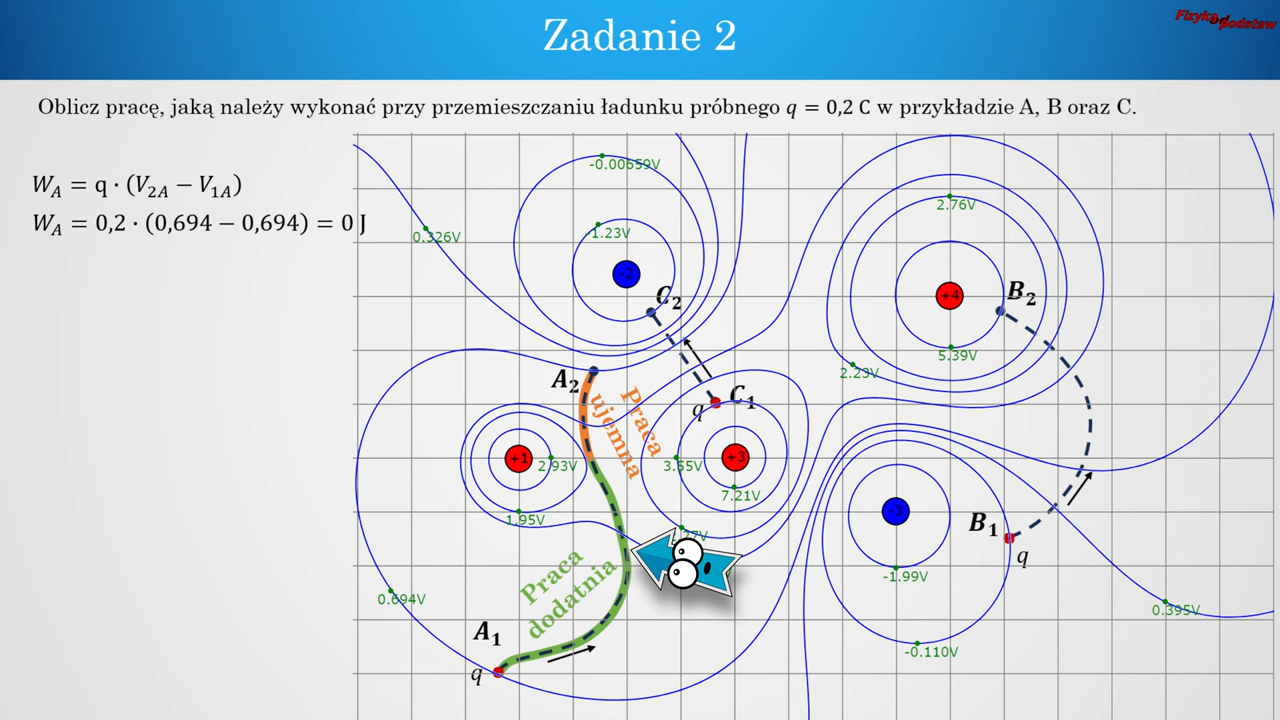 Zadanie 2
Fizyka od podstaw
Oblicz pracę, jaką należy wykonać przy przemieszczaniu ładunku próbnego q = 0,2 C w przykładzie A, B oraz C.
W_A = q · (V_2A − V_1A)
W_A = 0,2 · (0,694 − 0,694) = 0 J
-0.00659V
-1.23V
0.326V
-2
C₂
2.76V
+4
B₂
5.39V
2.23V
A₂
Praca
ujemna
q
C₁
+1
2.93V
3.55V
+3
7.21V
1.95V
-3
B₁
q
-1.99V
Praca
dodatnia
0.694V
0.395V
A₁
q
-0.110V